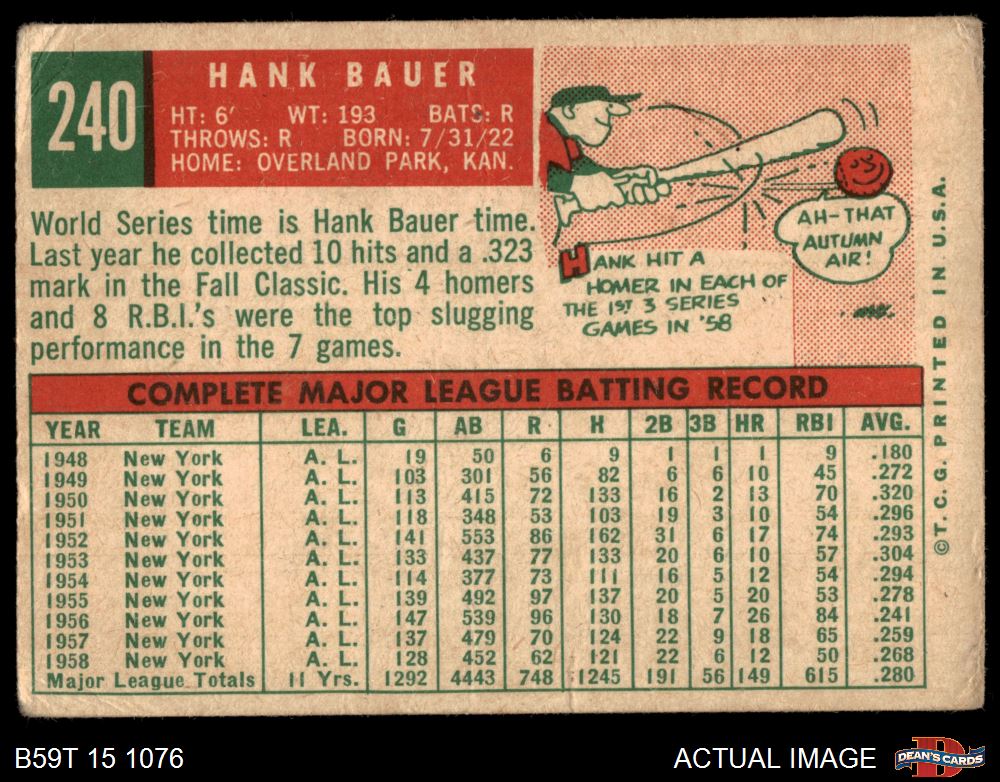 240
HANK BAUER
HT: 6' WT: 193 BATS: R
THROWS: R BORN: 7/31/22
HOME: OVERLAND PARK, KAN.
World Series time is Hank Bauer time.
Last year he collected 10 hits and a .323
mark in the Fall Classic. His 4 homers
and 8 R.B.I.'s were the top slugging
performance in the 7 games.
AH-THAT
AUTUMN
AIR!
HANK HIT A
HOMER IN EACH OF
THE 1ST 3 SERIES
GAMES IN '58
COMPLETE MAJOR LEAGUE BATTING RECORD
YEAR TEAM LEA. G AB R H 2B 3B HR RBI AVG.
1948 New York A. L. 19 50 6 9 1 1 1 9 .180
1949 New York A. L. 103 301 56 82 6 6 10 45 .272
1950 New York A. L. 113 415 72 133 16 2 13 70 .320
1951 New York A. L. 118 348 53 103 19 3 10 54 .296
1952 New York A. L. 141 553 86 162 31 6 17 74 .293
1953 New York A. L. 133 437 77 133 20 6 10 57 .304
1954 New York A. L. 114 377 73 111 16 5 12 54 .294
1955 New York A. L. 139 492 97 137 20 5 20 53 .278
1956 New York A. L. 147 539 96 130 18 7 26 84 .241
1957 New York A. L. 137 479 70 124 22 9 18 65 .259
1958 New York A. L. 128 452 62 121 22 6 12 50 .268
Major League Totals 11 Yrs. 1292 4443 748 1245 191 56 149 615 .280
©T. C. G. PRINTED IN U.S.A.
B59T 15 1076
ACTUAL IMAGE
D
DEAN'S CARDS